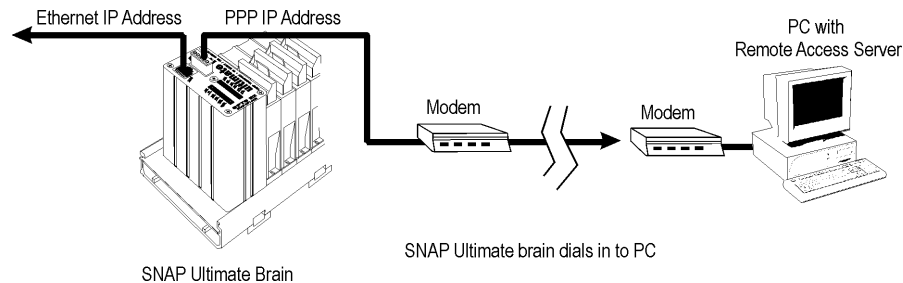 Ethernet IP Address
PPP IP Address
PC with
Remote Access Server
Modem
Modem
SNAP Ultimate brain dials in to PC
SNAP Ultimate Brain